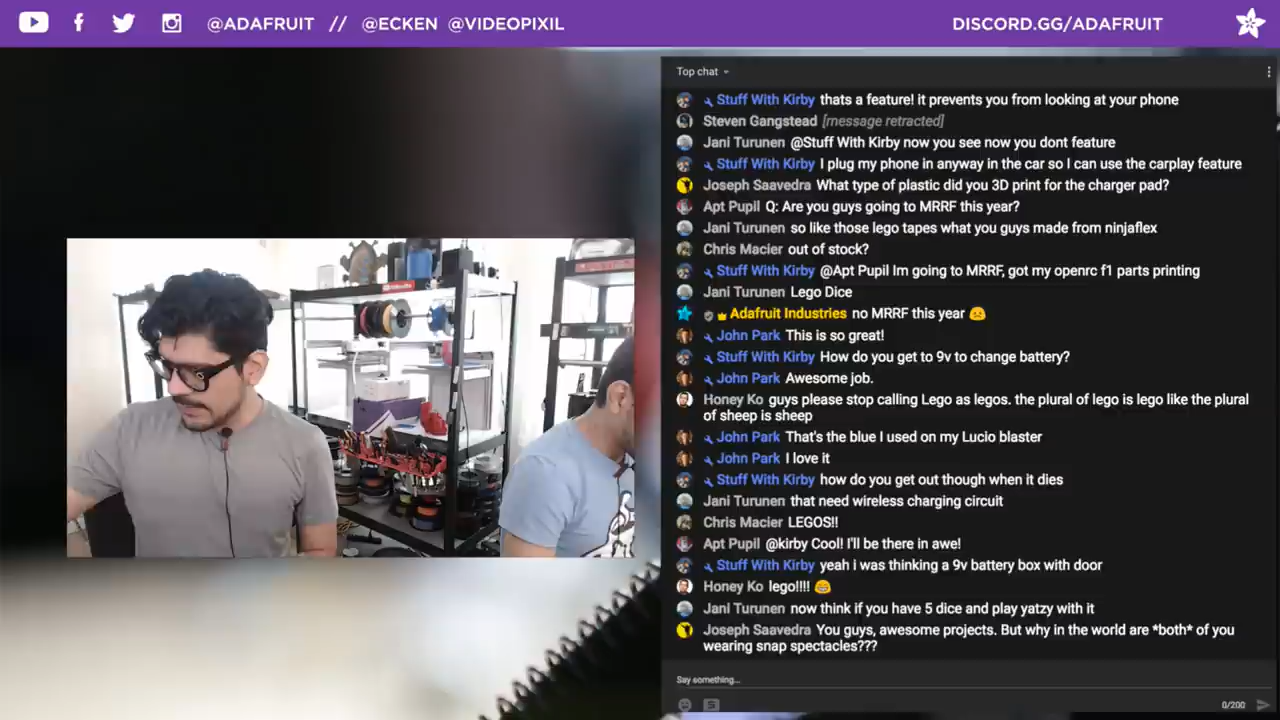 @ADAFRUIT // @ECKEN @VIDEOPIXIL
DISCORD.GG/ADAFRUIT
Top chat
Stuff With Kirby thats a feature! it prevents you from looking at your phone
Steven Gangstead [message retracted]
Jani Turunen @Stuff With Kirby now you see now you dont feature
Stuff With Kirby I plug my phone in anyway in the car so I can use the carplay feature
Joseph Saavedra What type of plastic did you 3D print for the charger pad?
Apt Pupil Q: Are you guys going to MRRF this year?
Jani Turunen so like those lego tapes what you guys made from ninjaflex
Chris Macier out of stock?
Stuff With Kirby @Apt Pupil Im going to MRRF, got my openrc f1 parts printing
Jani Turunen Lego Dice
Adafruit Industries no MRRF this year 🙁
John Park This is so great!
Stuff With Kirby How do you get to 9v to change battery?
John Park Awesome job.
Honey Ko guys please stop calling Lego as legos. the plural of lego is lego like the plural
of sheep is sheep
John Park That's the blue I used on my Lucio blaster
John Park I love it
Stuff With Kirby how do you get out though when it dies
Jani Turunen that need wireless charging circuit
Chris Macier LEGOS!!
Apt Pupil @kirby Cool! I'll be there in awe!
Stuff With Kirby yeah i was thinking a 9v battery box with door
Honey Ko lego!!!! 😂
Jani Turunen now think if you have 5 dice and play yatzy with it
Joseph Saavedra You guys, awesome projects. But why in the world are *both* of you
wearing snap spectacles???
Say something...
0/200